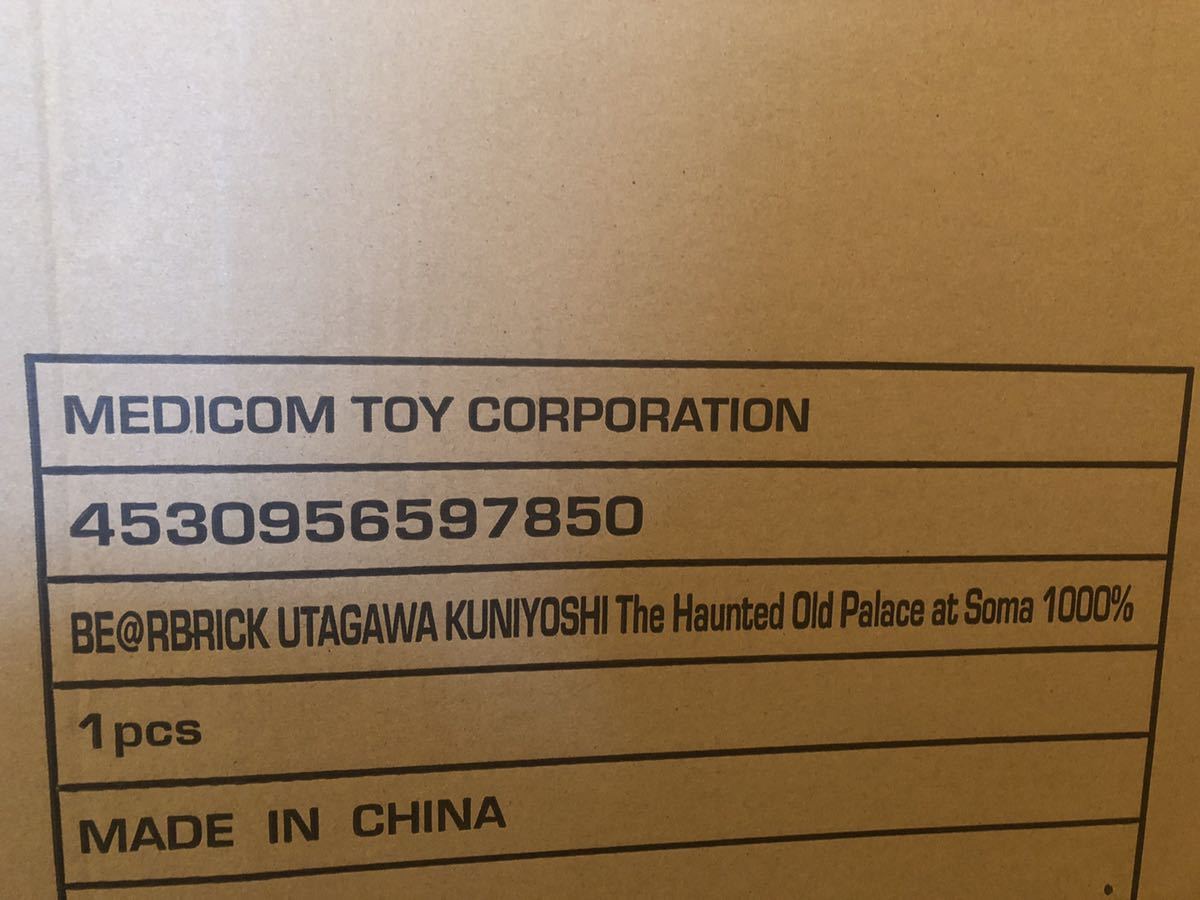 MEDICOM TOY CORPORATION
4530956597850
BE@RBRICK UTAGAWA KUNIYOSHI The Haunted Old Palace at Soma 1000%
1pcs
MADE IN CHINA